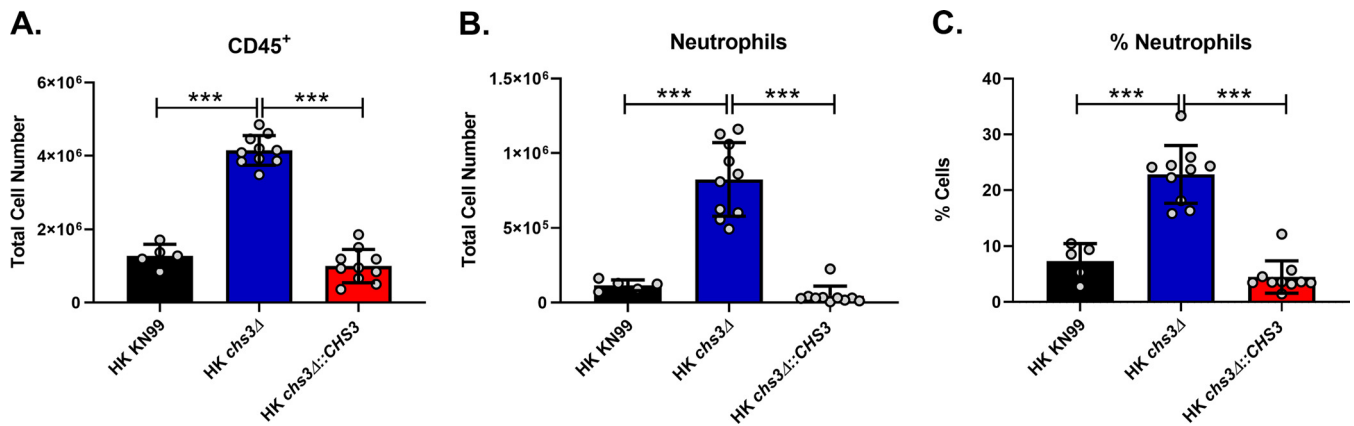 A.
CD45⁺
Total Cell Number
6×10⁶
4×10⁶
2×10⁶
0
*** ***
HK KN99
HK chs3Δ
HK chs3Δ::CHS3
B.
Neutrophils
Total Cell Number
1.5×10⁶
1×10⁶
5×10⁵
0
*** ***
HK KN99
HK chs3Δ
HK chs3Δ::CHS3
C.
% Neutrophils
% Cells
40
30
20
10
0
*** ***
HK KN99
HK chs3Δ
HK chs3Δ::CHS3